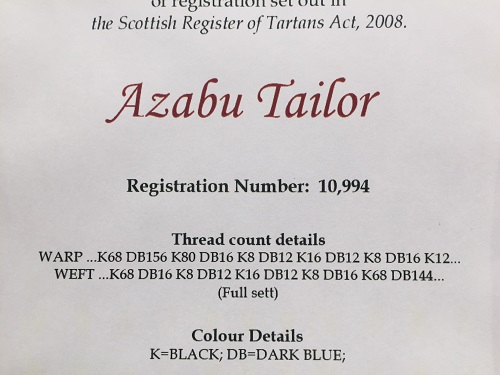 of registration set out in
the Scottish Register of Tartans Act, 2008.
Azabu Tailor
Registration Number: 10,994
Thread count details
WARP ...K68 DB156 K80 DB16 K8 DB12 K16 DB12 K8 DB16 K12...
WEFT ...K68 DB16 K8 DB12 K16 DB12 K8 DB16 K68 DB144...
(Full sett)
Colour Details
K=BLACK; DB=DARK BLUE;